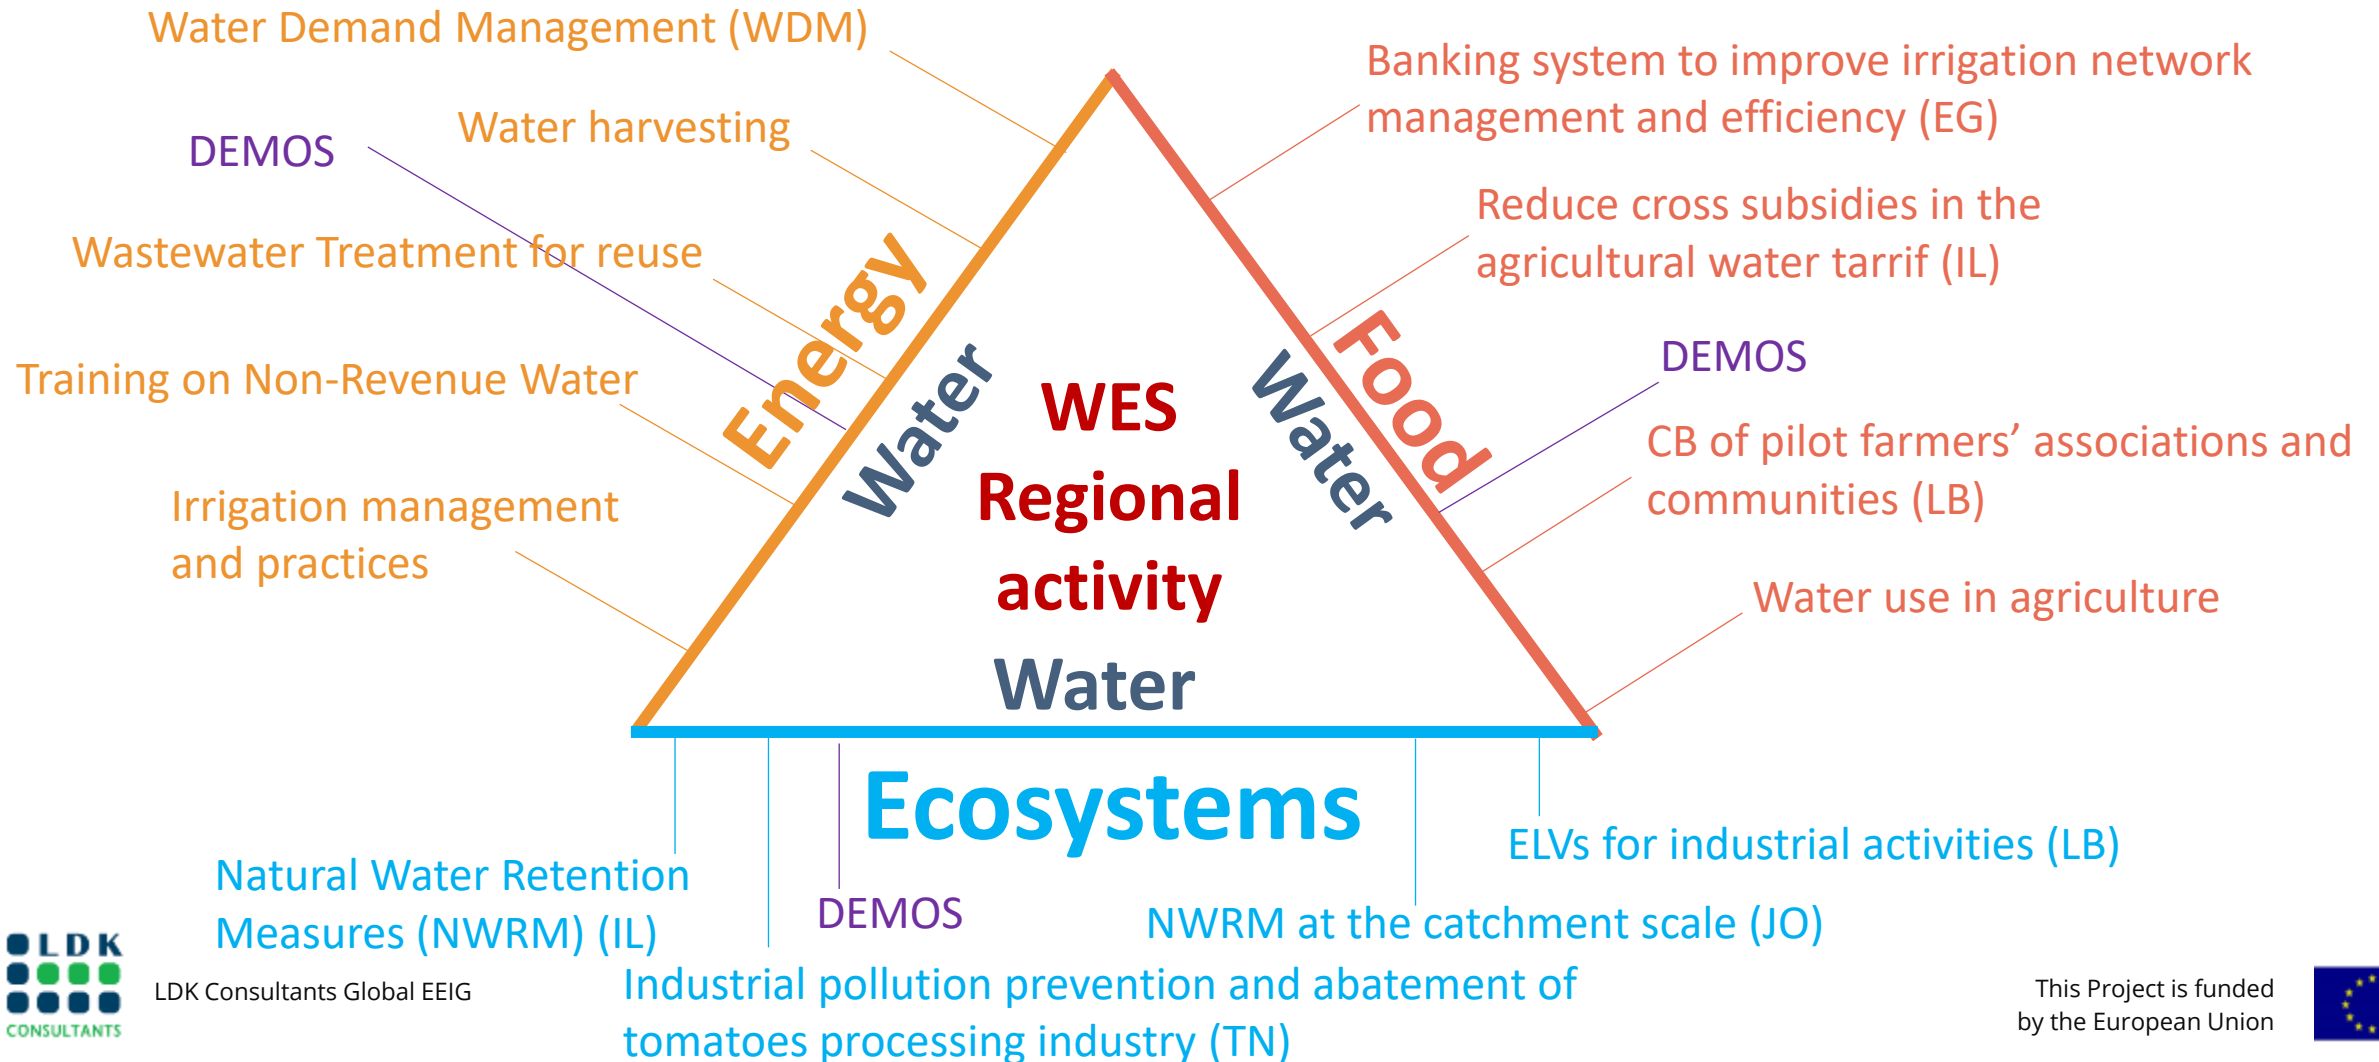 Water Demand Management (WDM)
Water harvesting
DEMOS
Wastewater Treatment for reuse
Training on Non-Revenue Water
Irrigation management
and practices
Energy
Water
WES
Regional
activity
Water
Water
Food
Banking system to improve irrigation network
management and efficiency (EG)
Reduce cross subsidies in the
agricultural water tarrif (IL)
DEMOS
CB of pilot farmers’ associations and
communities (LB)
Water use in agriculture
Ecosystems
Natural Water Retention
Measures (NWRM) (IL)
DEMOS
Industrial pollution prevention and abatement of
tomatoes processing industry (TN)
NWRM at the catchment scale (JO)
ELVs for industrial activities (LB)
LDK
CONSULTANTS
LDK Consultants Global EEIG
This Project is funded
by the European Union